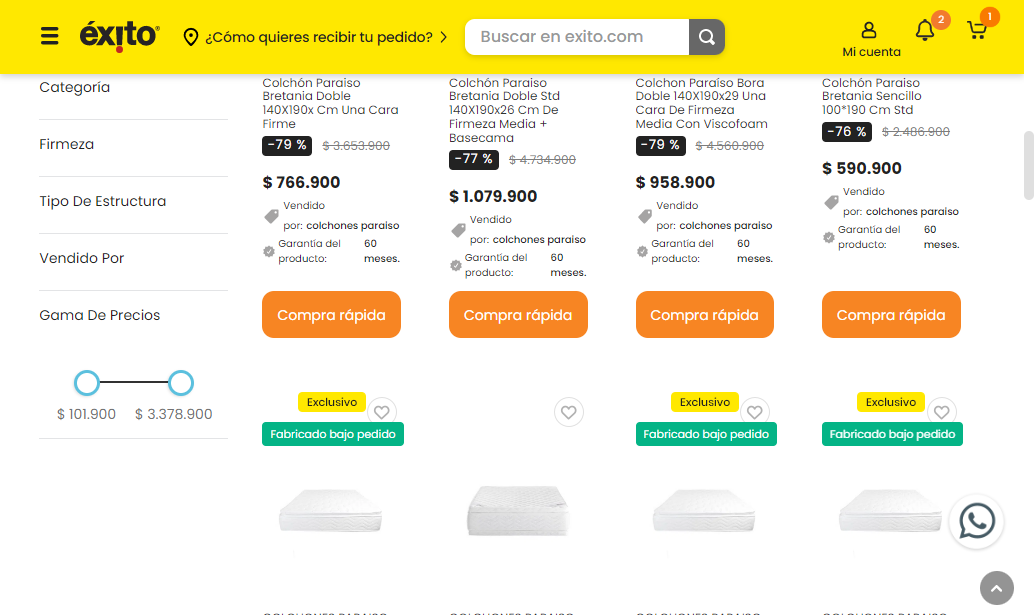 éxito
¿Cómo quieres recibir tu pedido?
Buscar en exito.com
Mi cuenta
2
1
Categoría
Firmeza
Tipo De Estructura
Vendido Por
Gama De Precios
$ 101.900 $ 3.378.900
Colchón Paraiso
Bretania Doble
140X190x Cm Una Cara
Firme
-79 % $ 3.653.900
$ 766.900
Vendido
por: colchones paraiso
Garantía del 60
producto: meses.
Compra rápida
Colchón Paraiso
Bretania Doble Std
140X190x26 Cm De
Firmeza Media +
Basecama
-77 % $ 4.734.900
$ 1.079.900
Vendido
por: colchones paraiso
Garantía del 60
producto: meses.
Compra rápida
Colchon Paraíso Bora
Doble 140X190x29 Una
Cara De Firmeza
Media Con Viscofoam
-79 % $ 4.560.900
$ 958.900
Vendido
por: colchones paraiso
Garantía del 60
producto: meses.
Compra rápida
Colchón Paraiso
Bretania Sencillo
100*190 Cm Std
-76 % $ 2.486.900
$ 590.900
Vendido
por: colchones paraiso
Garantía del 60
producto: meses.
Compra rápida
Exclusivo
Fabricado bajo pedido
Exclusivo
Fabricado bajo pedido
Exclusivo
Fabricado bajo pedido